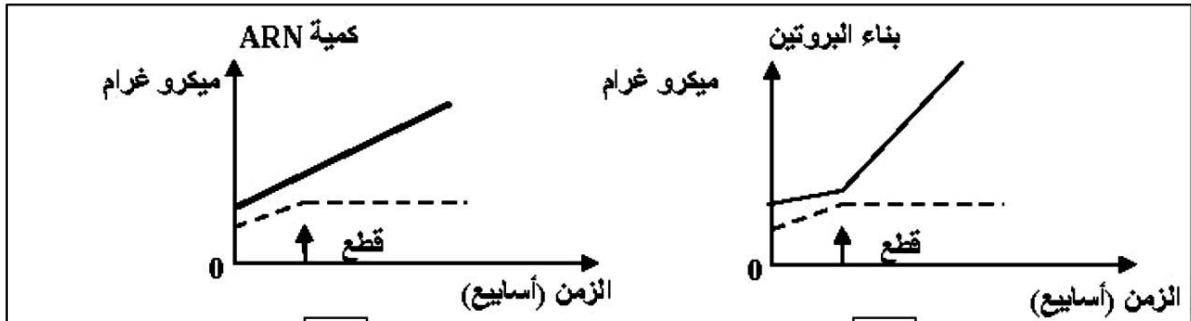 كمية ARN
ميكرو غرام
قطع
0
الزمن (أسابيع)
بناء البروتين
ميكرو غرام
قطع
0
الزمن (أسابيع)